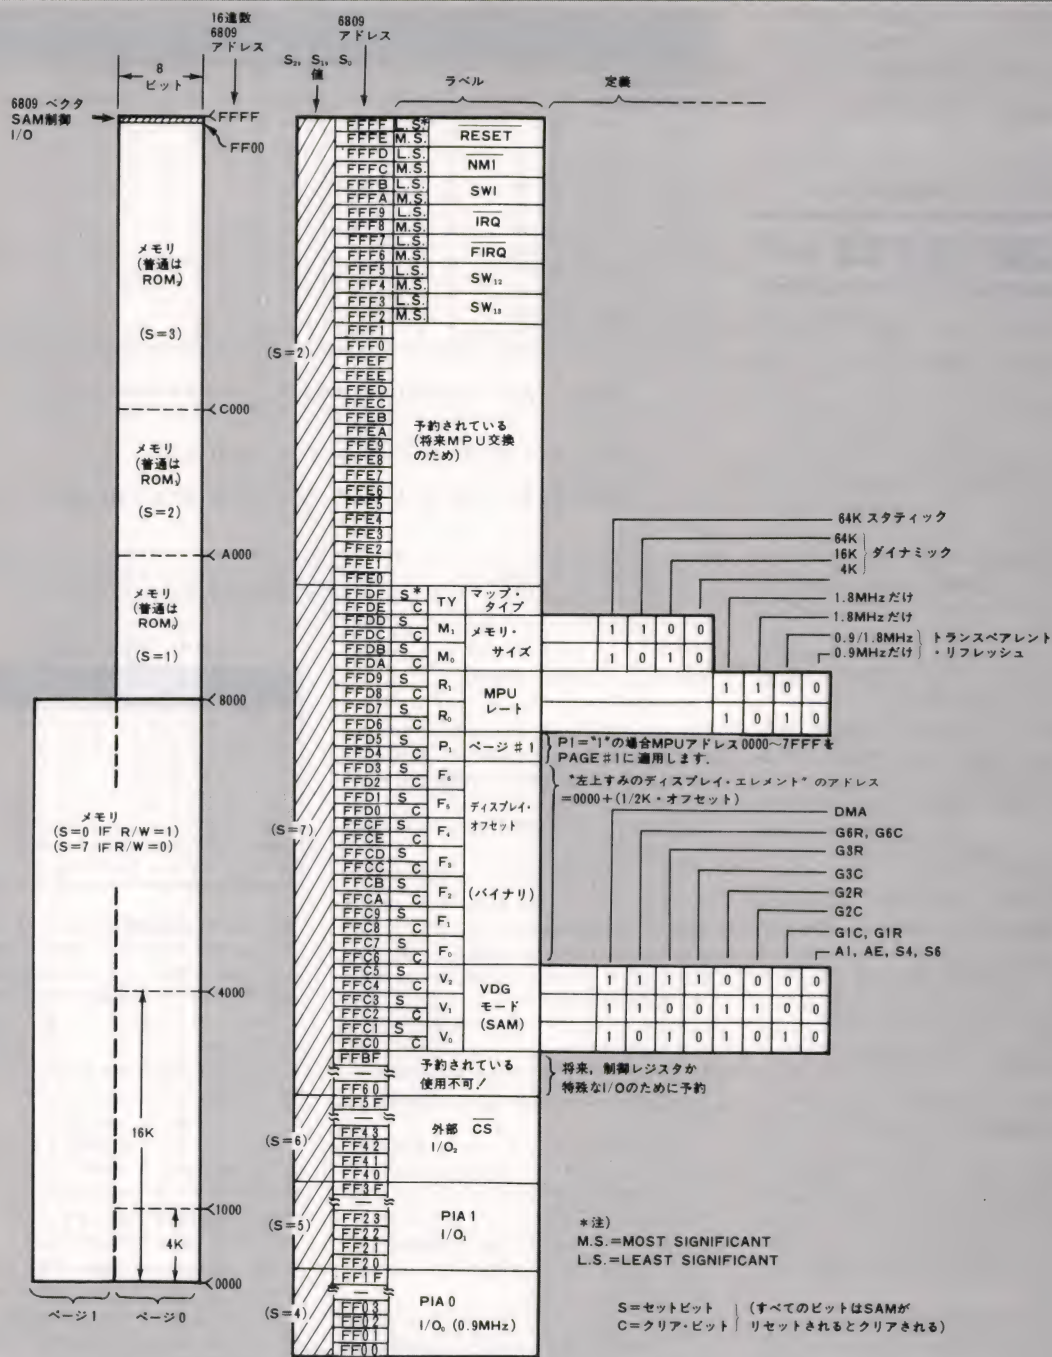 16進数
6809
アドレス
8
ビット
6809 ベクタ
SAM制御
I/O
FFFF
FF00
メモリ
(普通は
ROM)
(S=3)
C000
メモリ
(普通は
ROM)
(S=2)
A000
メモリ
(普通は
ROM)
(S=1)
8000
メモリ
(S=0 IF R/W=1)
(S=7 IF R/W=0)
4000
16K
1000
4K
0000
ページ1
ページ0
S₂, S₁, S₀
値
6809
アドレス
ラベル
定義
FFFF L.S.*
FFFE M.S.
RESET
FFFD L.S.
FFFC M.S.
NMI
FFFB L.S.
FFFA M.S.
SWI
FFF9 L.S.
FFF8 M.S.
IRQ
FFF7 L.S.
FFF6 M.S.
FIRQ
FFF5 L.S.
FFF4 M.S.
SW₁₂
FFF3 L.S.
FFF2 M.S.
SW₁₃
(S=2)
FFF1
FFF0
FFEF
FFEE
FFED
FFEC
FFEB
FFEA
FFE9
FFE8
FFE7
FFE6
FFE5
FFE4
FFE3
FFE2
FFE1
FFE0
予約されている
(将来MPU交換
のため)
FFDF S*
FFDE C
TY
マップ・
タイプ
FFDD S
FFDC C
M₁
FFDB S
FFDA C
M₀
メモリ・
サイズ
1 1 0 0
1 0 1 0
64K スタティック
64K
16K
4K
ダイナミック
FFD9 S
FFD8 C
R₁
FFD7 S
FFD6 C
R₀
MPU
レート
1 1 0 0
1 0 1 0
1.8MHzだけ
1.8MHzだけ
0.9/1.8MHz
0.9MHzだけ
トランスペアレント
・リフレッシュ
FFD5 S
FFD4 C
P₁
ページ #1
P1="1"の場合MPUアドレス0000〜7FFFを
PAGE#1に適用します.
(S=7)
FFD3 S
FFD2 C
F₆
FFD1 S
FFD0 C
F₅
FFCF S
FFCE C
F₄
FFCD S
FFCC C
F₃
FFCB S
FFCA C
F₂
FFC9 S
FFC8 C
F₁
FFC7 S
FFC6 C
F₀
ディスプレイ・
オフセット
(バイナリ)
"左上すみのディスプレイ・エレメント"のアドレス
=0000+(1/2K・オフセット)
DMA
G6R, G6C
G3R
G3C
G2R
G2C
G1C, G1R
A1, AE, S4, S6
FFC5 S
FFC4 C
V₂
FFC3 S
FFC2 C
V₁
FFC1 S
FFC0 C
V₀
VDG
モード
(SAM)
1 1 1 1 0 0 0 0
1 1 0 0 1 1 0 0
1 0 1 0 1 0 1 0
FFBF
FF60
予約されている
使用不可!
将来, 制御レジスタか
特殊なI/Oのために予約
(S=6)
FF5F
FF43
FF42
FF41
FF40
外部 CS
I/O₂
(S=5)
FF3F
FF23
FF22
FF21
FF20
PIA1
I/O₁
(S=4)
FF1F
FF03
FF02
FF01
FF00
PIA0
I/O₀ (0.9MHz)
*注)
M.S.=MOST SIGNIFICANT
L.S.=LEAST SIGNIFICANT
S=セットビット
C=クリア・ビット
(すべてのビットはSAMが
リセットされるとクリアされる)